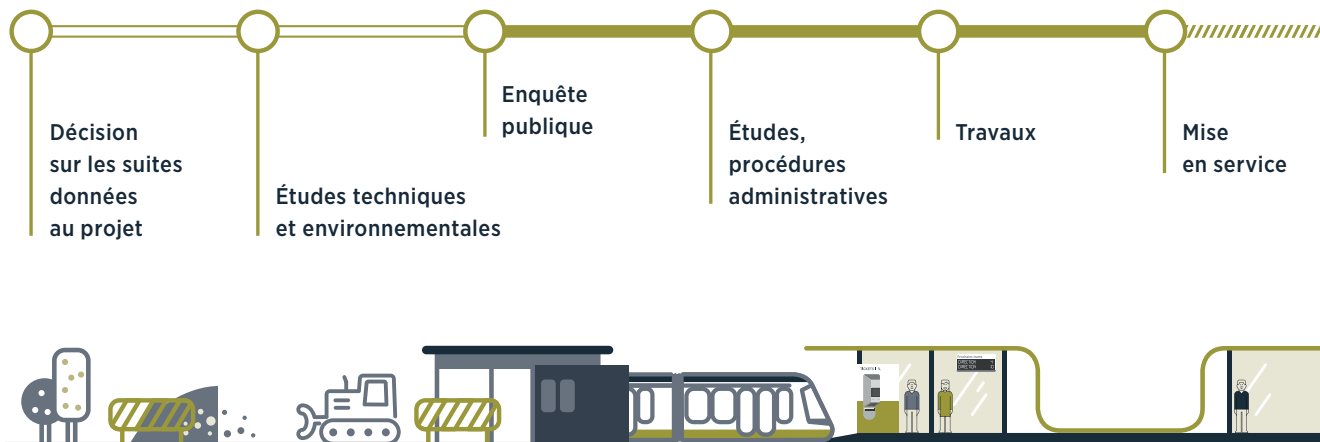 Décision
sur les suites
données
au projet
Études techniques
et environnementales
Enquête
publique
Études,
procédures
administratives
Travaux
Mise
en service